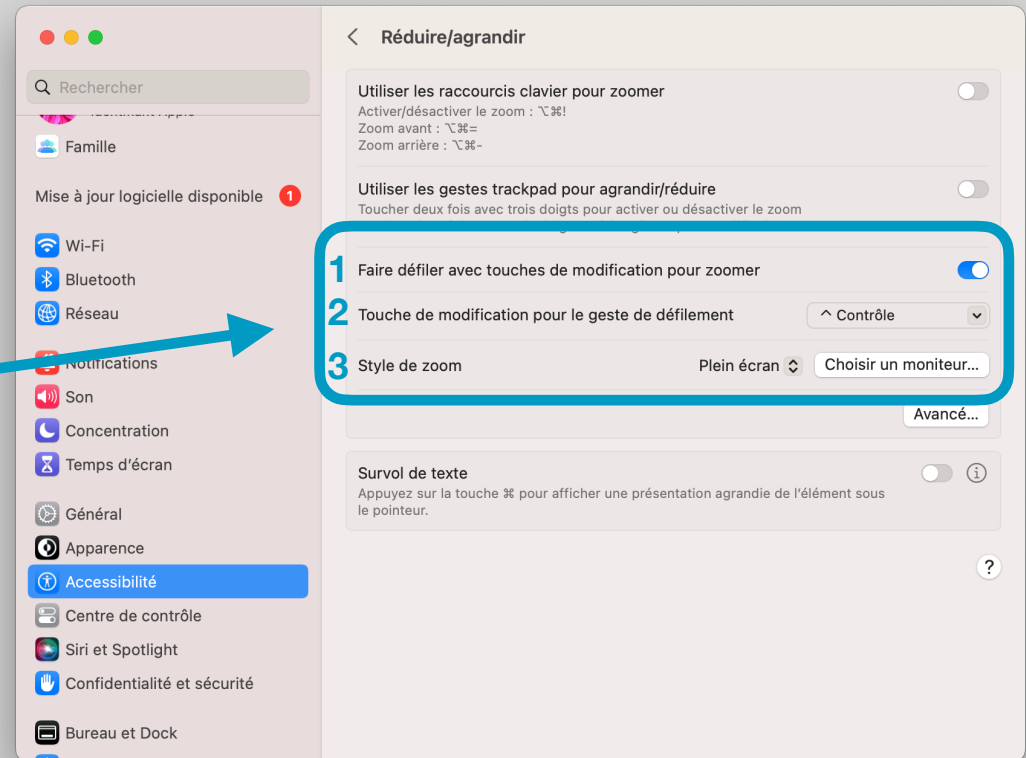 Réduire/agrandir
Rechercher
Identifiant Apple
Famille
Mise à jour logicielle disponible 1
Wi-Fi
Bluetooth
Réseau
Notifications
Son
Concentration
Temps d'écran
Général
Apparence
Accessibilité
Centre de contrôle
Siri et Spotlight
Confidentialité et sécurité
Bureau et Dock
Utiliser les raccourcis clavier pour zoomer
Activer/désactiver le zoom : ⌥⌘!
Zoom avant : ⌥⌘=
Zoom arrière : ⌥⌘-
Utiliser les gestes trackpad pour agrandir/réduire
Toucher deux fois avec trois doigts pour activer ou désactiver le zoom
1 Faire défiler avec touches de modification pour zoomer
2 Touche de modification pour le geste de défilement ^ Contrôle
3 Style de zoom Plein écran Choisir un moniteur...
Avancé...
Survol de texte
Appuyez sur la touche ⌘ pour afficher une présentation agrandie de l'élément sous
le pointeur.
?